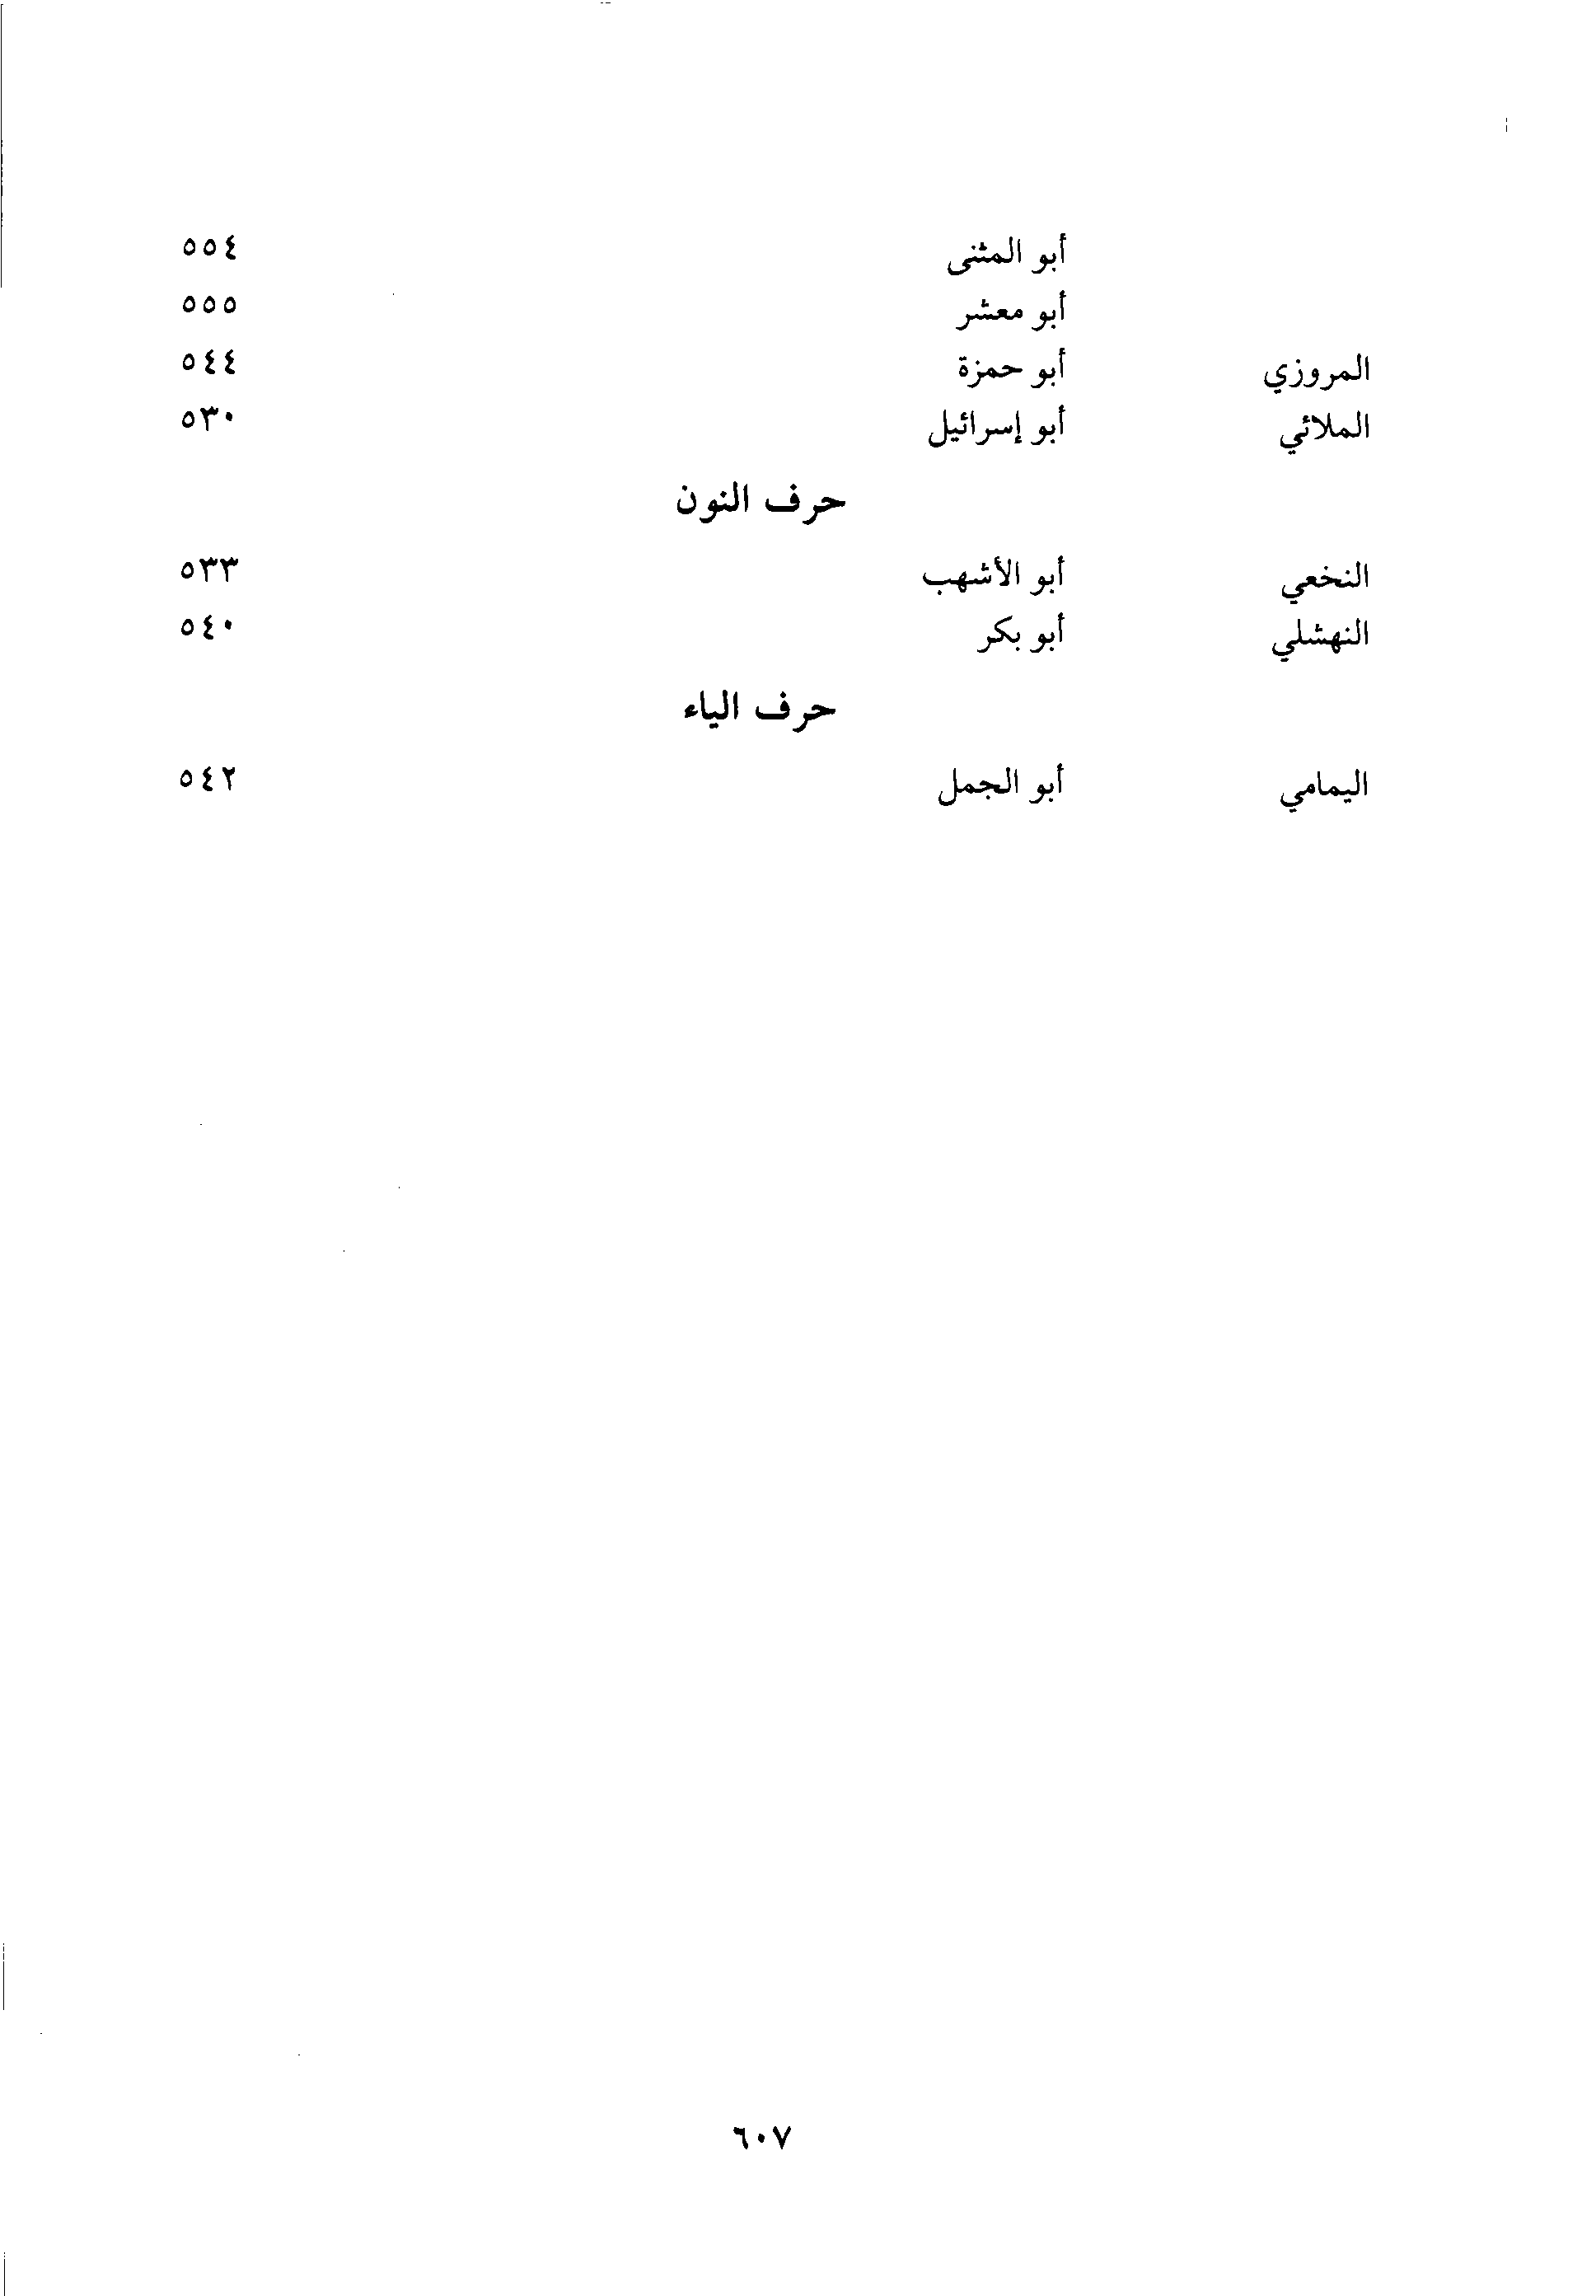 أبو المثنى ٥٥٤
أبو معشر ٥٥٥
المروزي أبو حمزة ٥٤٤
الملائي أبو إسرائيل ٥٣٠
حرف النون
النخعي أبو الأشهب ٥٣٣
النهشلي أبو بكر ٥٤٠
حرف الياء
اليمامي أبو الجمل ٥٤٢
٦٠٧